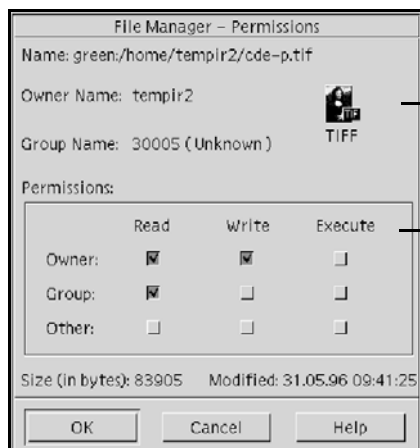 File Manager – Permissions
Name: green:/home/tempir2/cde-p.tif
Owner Name: tempir2
TIF
TIFF
Group Name: 30005 ( Unknown )
Permissions:
Read Write Execute
Owner:
Group:
Other:
Size (in bytes): 83905 Modified: 31.05.96 09:41:25
OK Cancel Help